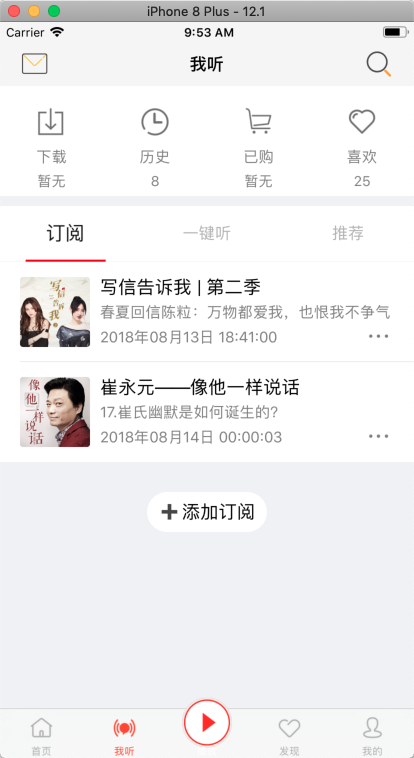 iPhone 8 Plus - 12.1
Carrier 9:53 AM
我听
下载 历史 已购 喜欢
暂无 8 暂无 25
订阅 一键听 推荐
写信告诉我
写信告诉我 | 第二季
春夏回信陈粒：万物都爱我，也恨我不争气
2018年08月13日 18:41:00
像他一样说话
崔永元——像他一样说话
17.崔氏幽默是如何诞生的?
2018年08月14日 00:00:03
添加订阅
首页 我听 发现 我的